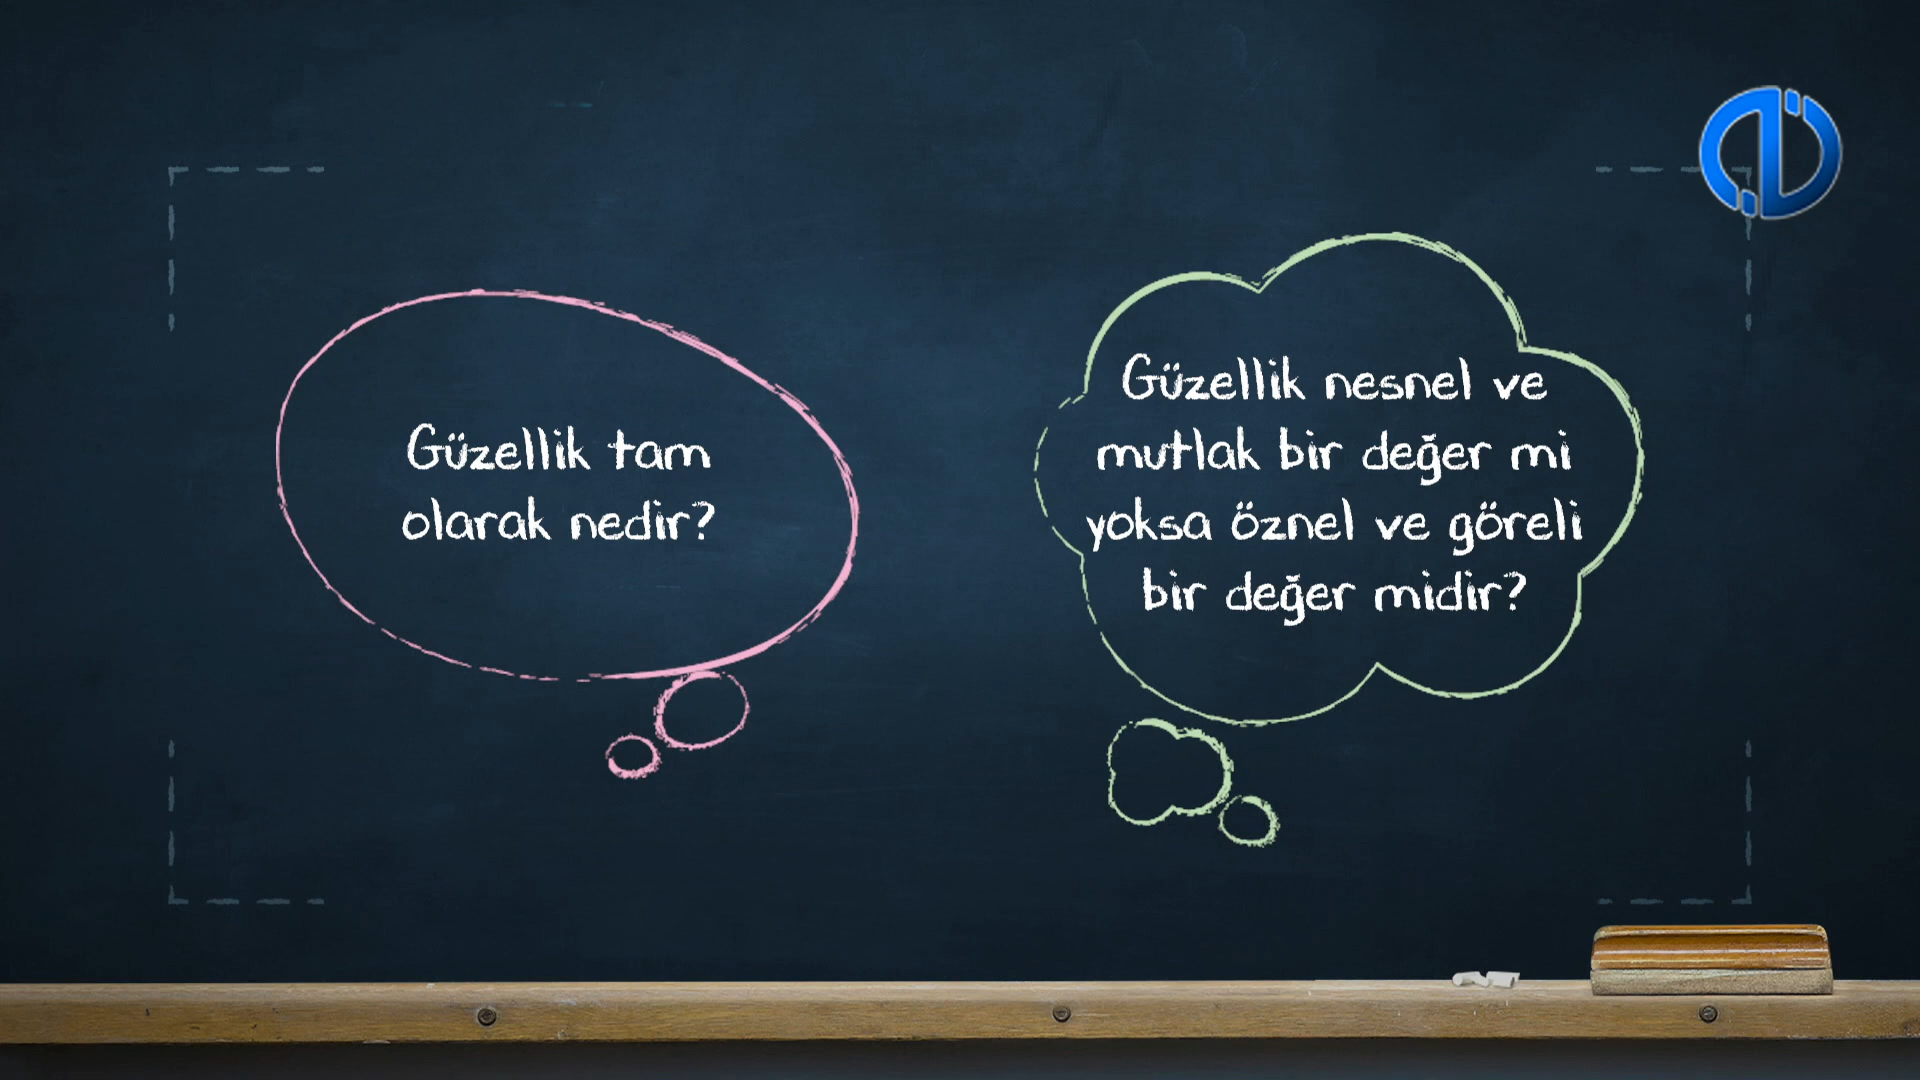 Güzellik tam
olarak nedir?
Güzellik nesnel ve
mutlak bir değer mi
yoksa öznel ve göreli
bir değer midir?